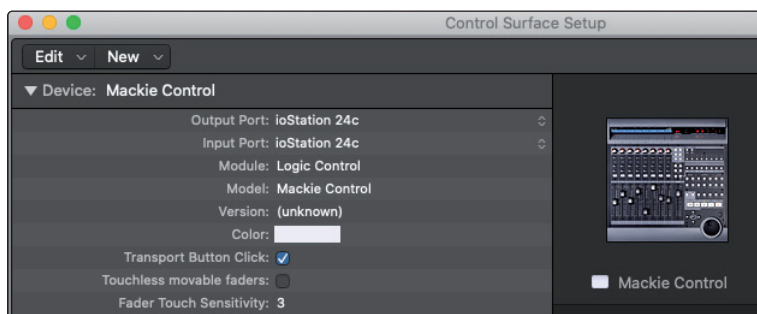 Control Surface Setup
Edit New
Device: Mackie Control
Output Port: ioStation 24c
Input Port: ioStation 24c
Module: Logic Control
Model: Mackie Control
Version: (unknown)
Color:
Transport Button Click:
Touchless movable faders:
Fader Touch Sensitivity: 3
Mackie Control